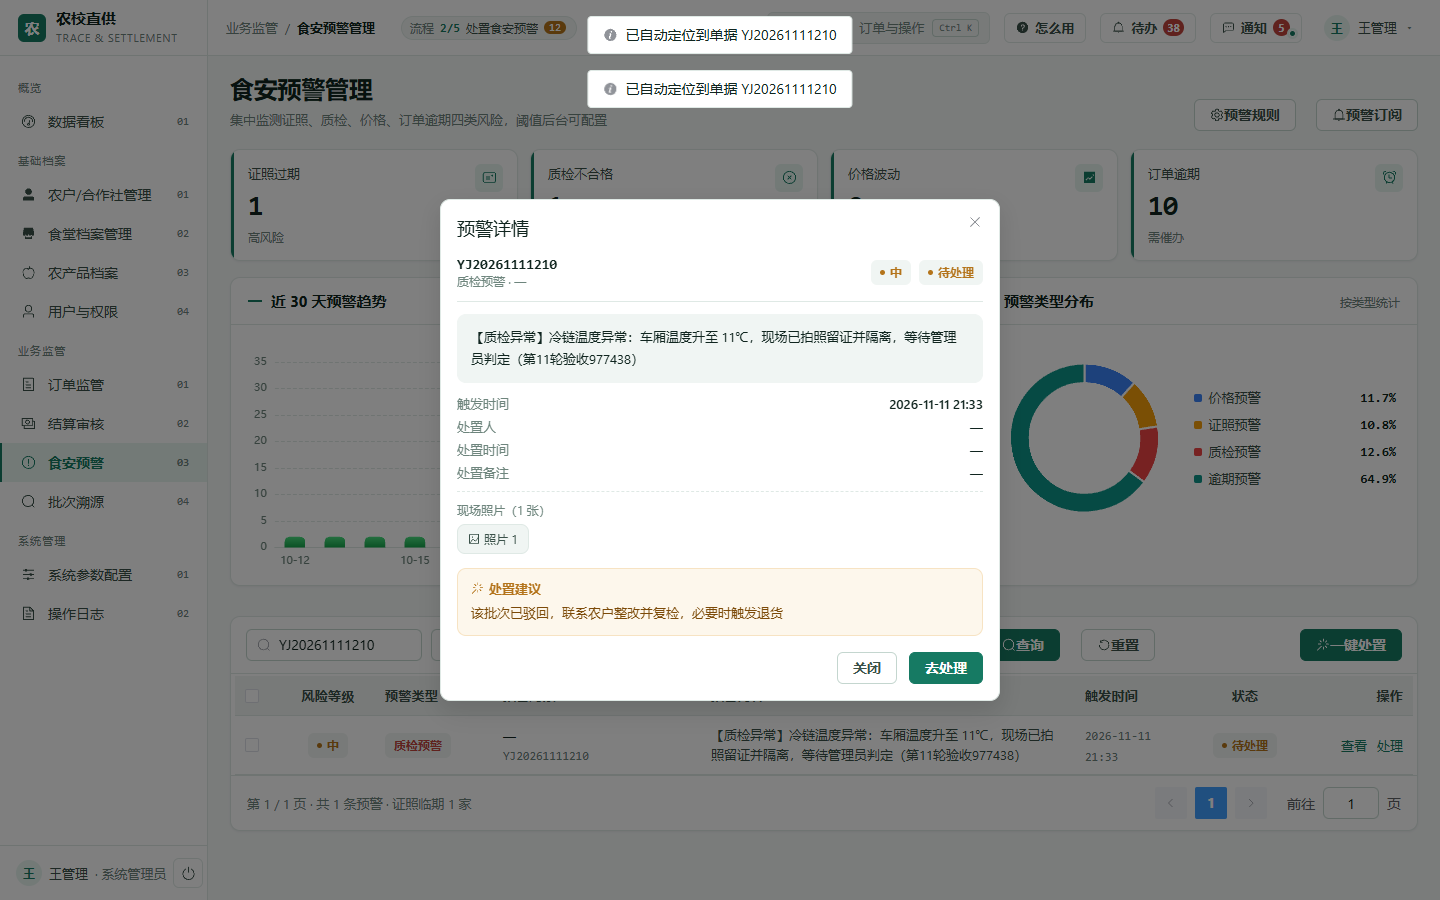 农 农校直供
TRACE & SETTLEMENT
业务监管 / 食安预警管理
流程 2/5 处置食安预警 12
已自动定位到单据 YJ20261111210
订单与操作 Ctrl K
怎么用
待办 38
通知 5
王 王管理
已自动定位到单据 YJ20261111210
概览
数据看板 01
基础档案
农户/合作社管理 01
食堂档案管理 02
农产品档案 03
用户与权限 04
业务监管
订单监管 01
结算审核 02
食安预警 03
批次溯源 04
系统管理
系统参数配置 01
操作日志 02
王 王管理 · 系统管理员
食安预警管理
集中监测证照、质检、价格、订单逾期四类风险，阈值后台可配置
预警规则
预警订阅
证照过期
1
高风险
质检不合格
价格波动
订单逾期
10
需催办
近 30 天预警趋势
35
30
25
20
15
10
5
0
10-12
10-15
预警类型分布
按类型统计
价格预警 11.7%
证照预警 10.8%
质检预警 12.6%
逾期预警 64.9%
预警详情
YJ20261111210
质检预警 · —
中
待处理
【质检异常】冷链温度异常：车厢温度升至 11℃，现场已拍照留证并隔离，等待管理
员判定（第11轮验收977438）
触发时间 2026-11-11 21:33
处置人 —
处置时间 —
处置备注 —
现场照片（1 张）
照片 1
处置建议
该批次已驳回，联系农户整改并复检，必要时触发退货
关闭
去处理
YJ20261111210
查询
重置
一键处置
风险等级 预警类型 触发时间 状态 操作
中 质检预警 —
YJ20261111210
【质检异常】冷链温度异常：车厢温度升至 11℃，现场已拍
照留证并隔离，等待管理员判定（第11轮验收977438）
2026-11-11
21:33
待处理
查看 处理
第 1 / 1 页 · 共 1 条预警 · 证照临期 1 家
1
前往 1 页